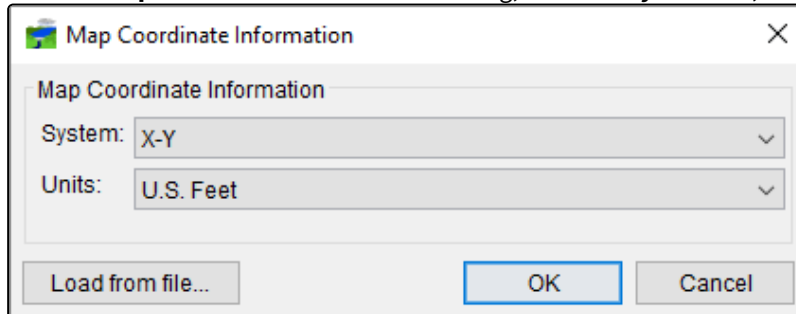 Map Coordinate Information
Map Coordinate Information
System: X-Y
Units: U.S. Feet
Load from file... OK Cancel